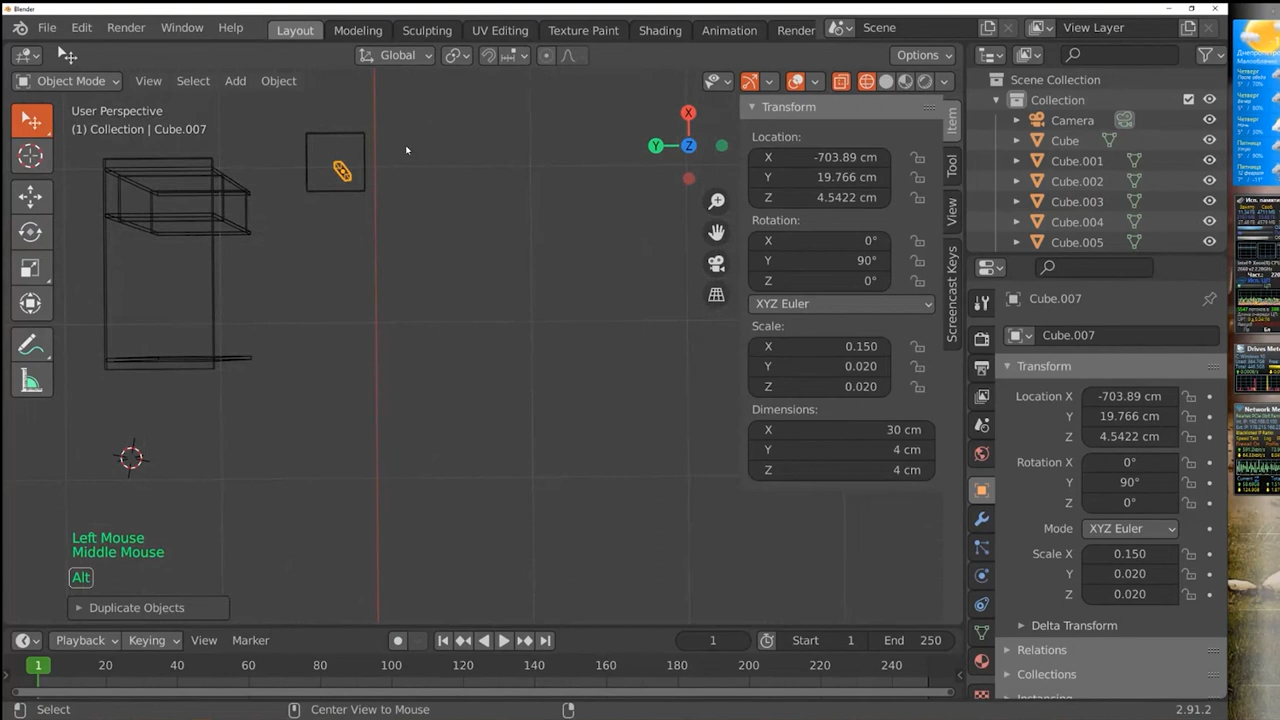 Blender
File Edit Render Window Help
Layout Modeling Sculpting UV Editing Texture Paint Shading Animation Render
Scene
View Layer
Global
Options
Object Mode View Select Add Object
User Perspective
(1) Collection | Cube.007
X
Y
Z
Transform
Location:
X -703.89 cm
Y 19.766 cm
Z 4.5422 cm
Rotation:
X 0°
Y 90°
Z 0°
XYZ Euler
Scale:
X 0.150
Y 0.020
Z 0.020
Dimensions:
X 30 cm
Y 4 cm
Z 4 cm
Item
Tool
View
Screencast Keys
Scene Collection
Collection
Camera
Cube
Cube.001
Cube.002
Cube.003
Cube.004
Cube.005
Cube.007
Cube.007
Transform
Location X -703.89 cm
Y 19.766 cm
Z 4.5422 cm
Rotation X 0°
Y 90°
Z 0°
Mode XYZ Euler
Scale X 0.150
Y 0.020
Z 0.020
Delta Transform
Relations
Collections
Instancing
Left Mouse
Middle Mouse
Alt
Duplicate Objects
Playback Keying View Marker
1
Start 1
End 250
1 20 40 60 80 100 120 140 160 180 200 220 240
Select
Center View to Mouse
2.91.2